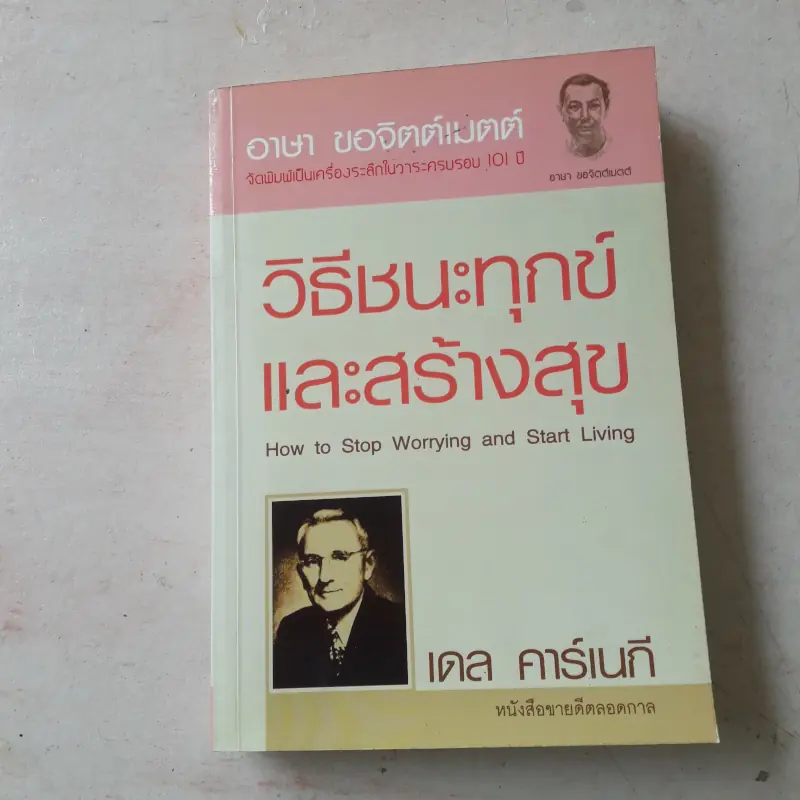 อาษา ขอจิตต์เมตต์
จัดพิมพ์เป็นเครื่องระลึกในวาระครบรอบ 101 ปี
อาษา ขอจิตต์เมตต์
วิธีชนะทุกข์
และสร้างสุข
How to Stop Worrying and Start Living
เดล คาร์เนกี
หนังสือขายดีตลอดกาล